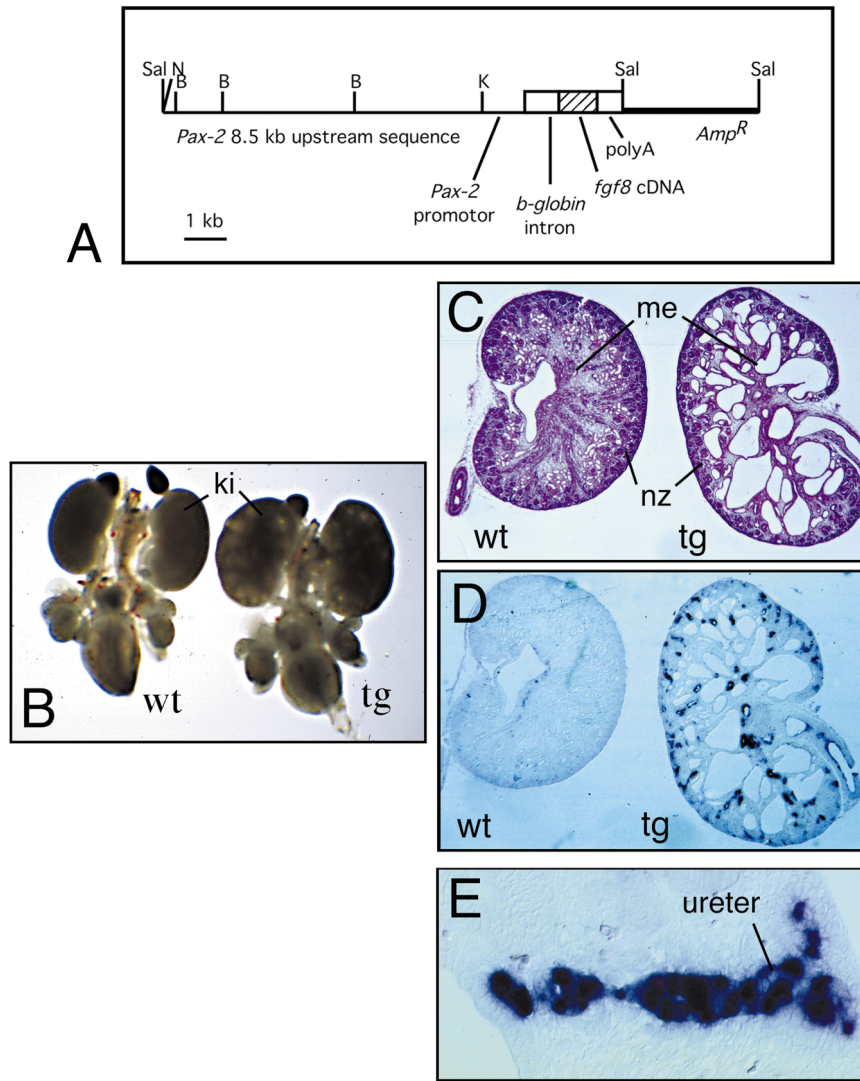 Sal N
B
B
B
K
Sal
Sal
Pax-2 8.5 kb upstream sequence
AmpR
polyA
fgf8 cDNA
Pax-2
promotor
b-globin
intron
1 kb
A
C
me
nz
wt
tg
ki
B
wt
tg
D
wt
tg
E
ureter